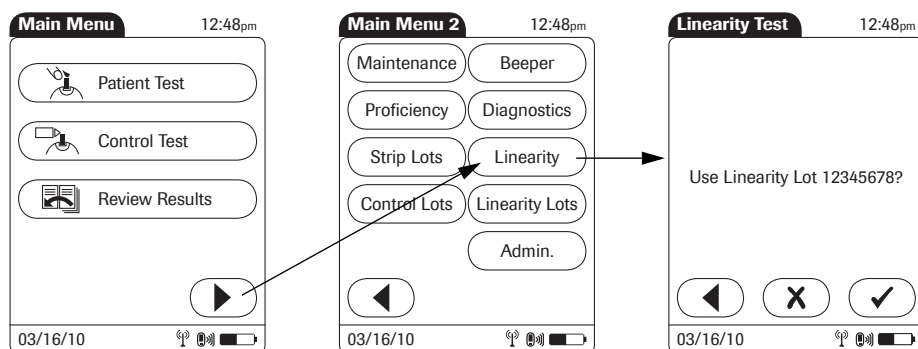 Main Menu
12:48pm
Patient Test
Control Test
Review Results
03/16/10
Main Menu 2
12:48pm
Maintenance
Beeper
Proficiency
Diagnostics
Strip Lots
Linearity
Control Lots
Linearity Lots
Admin.
03/16/10
Linearity Test
12:48pm
Use Linearity Lot 12345678?
03/16/10